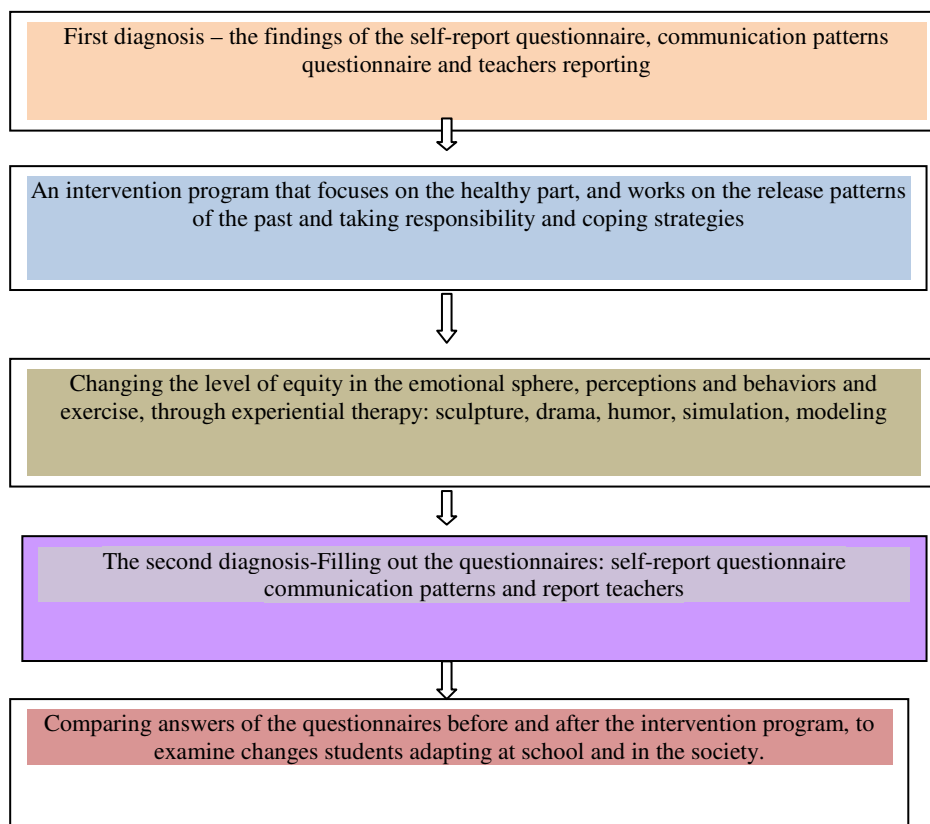 First diagnosis – the findings of the self-report questionnaire, communication patterns
questionnaire and teachers reporting
An intervention program that focuses on the healthy part, and works on the release patterns
of the past and taking responsibility and coping strategies
Changing the level of equity in the emotional sphere, perceptions and behaviors and
exercise, through experiential therapy: sculpture, drama, humor, simulation, modeling
The second diagnosis-Filling out the questionnaires: self-report questionnaire
communication patterns and report teachers
Comparing answers of the questionnaires before and after the intervention program, to
examine changes students adapting at school and in the society.